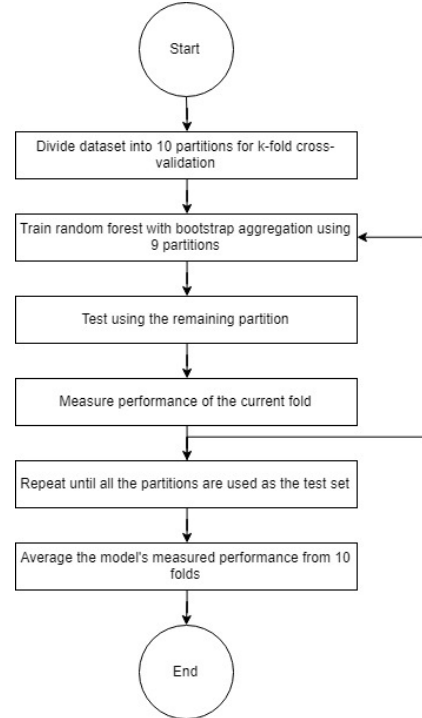 Start
Divide dataset into 10 partitions for k-fold cross-
validation
Train random forest with bootstrap aggregation using
9 partitions
Test using the remaining partition
Measure performance of the current fold
Repeat until all the partitions are used as the test set
Average the model's measured performance from 10
folds
End